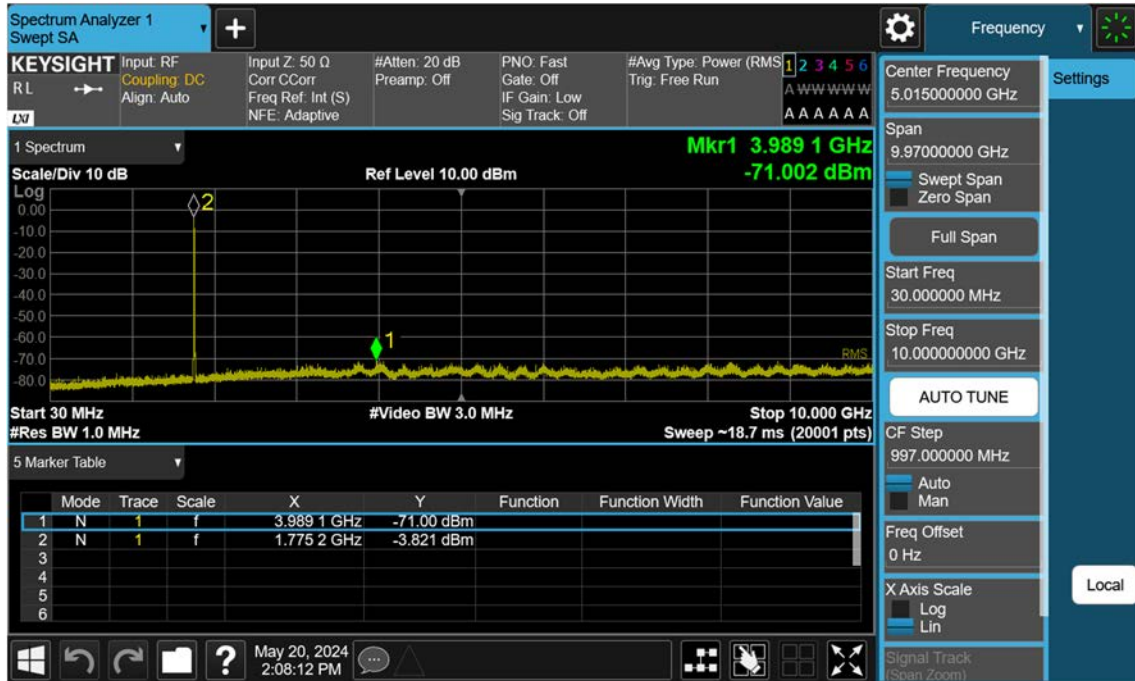 Spectrum Analyzer 1
Swept SA
+
Frequency
KEYSIGHT
R L
LXI
Input: RF
Coupling: DC
Align: Auto
Input Z: 50 Ω
Corr CCorr
Freq Ref: Int (S)
NFE: Adaptive
#Atten: 20 dB
Preamp: Off
PNO: Fast
Gate: Off
IF Gain: Low
Sig Track: Off
#Avg Type: Power (RMS
Trig: Free Run
1 2 3 4 5 6
A W W W W W
A A A A A A
1 Spectrum
Scale/Div 10 dB
Ref Level 10.00 dBm
Mkr1 3.989 1 GHz
-71.002 dBm
Log
0.00
-10.0
-20.0
-30.0
-40.0
-50.0
-60.0
-70.0
-80.0
2
1
RMS
Start 30 MHz
#Video BW 3.0 MHz
Stop 10.000 GHz
#Res BW 1.0 MHz
Sweep ~18.7 ms (20001 pts)
5 Marker Table
Mode Trace Scale X Y Function Function Width Function Value
1 N 1 f 3.989 1 GHz -71.00 dBm
2 N 1 f 1.775 2 GHz -3.821 dBm
3
4
5
6
?
May 20, 2024
2:08:12 PM
Center Frequency
5.015000000 GHz
Span
9.97000000 GHz
Swept Span
Zero Span
Full Span
Start Freq
30.000000 MHz
Stop Freq
10.000000000 GHz
AUTO TUNE
CF Step
997.000000 MHz
Auto
Man
Freq Offset
0 Hz
X Axis Scale
Log
Lin
Signal Track
(Span Zoom)
Settings
Local